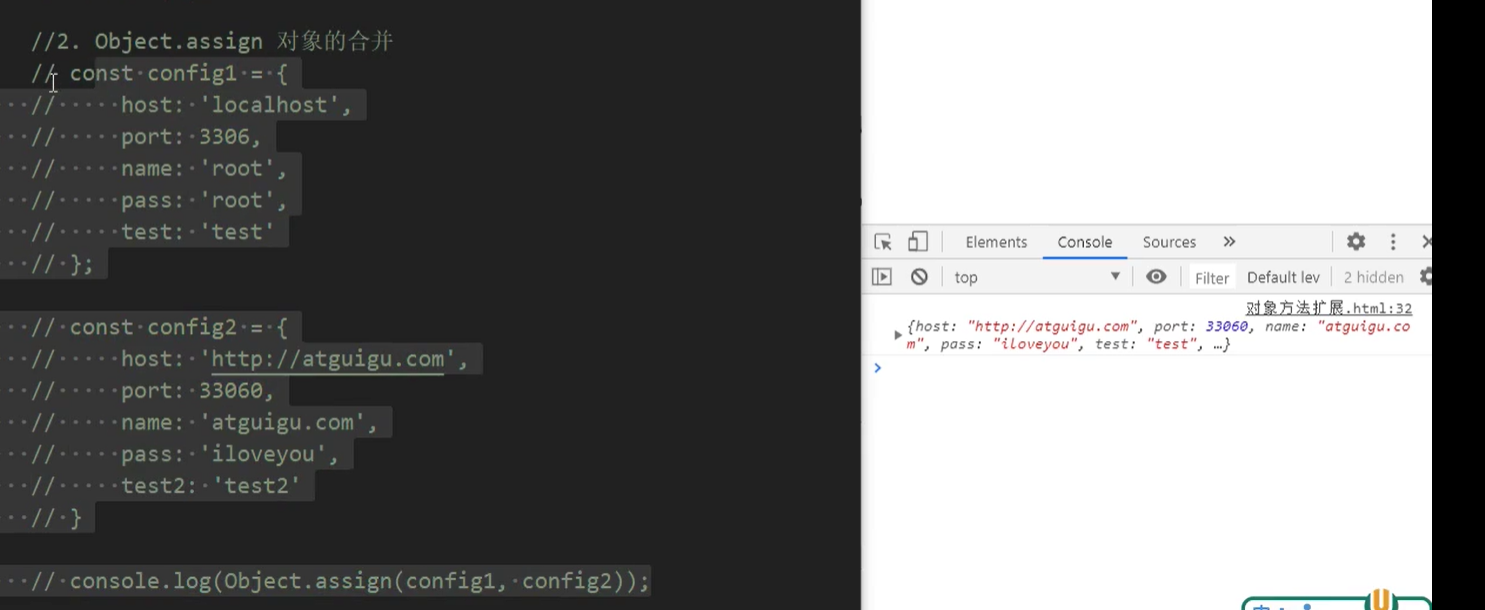 //2. Object.assign 对象的合并
// const config1 = {
// host: 'localhost',
// port: 3306,
// name: 'root',
// pass: 'root',
// test: 'test'
// };
// const config2 = {
// host: 'http://atguigu.com',
// port: 33060,
// name: 'atguigu.com',
// pass: 'iloveyou',
// test2: 'test2'
// }
// console.log(Object.assign(config1, config2));
Elements Console Sources »
top Filter Default lev 2 hidden
对象方法扩展.html:32
{host: "http://atguigu.com", port: 33060, name: "atguigu.co
m", pass: "iloveyou", test: "test", …}